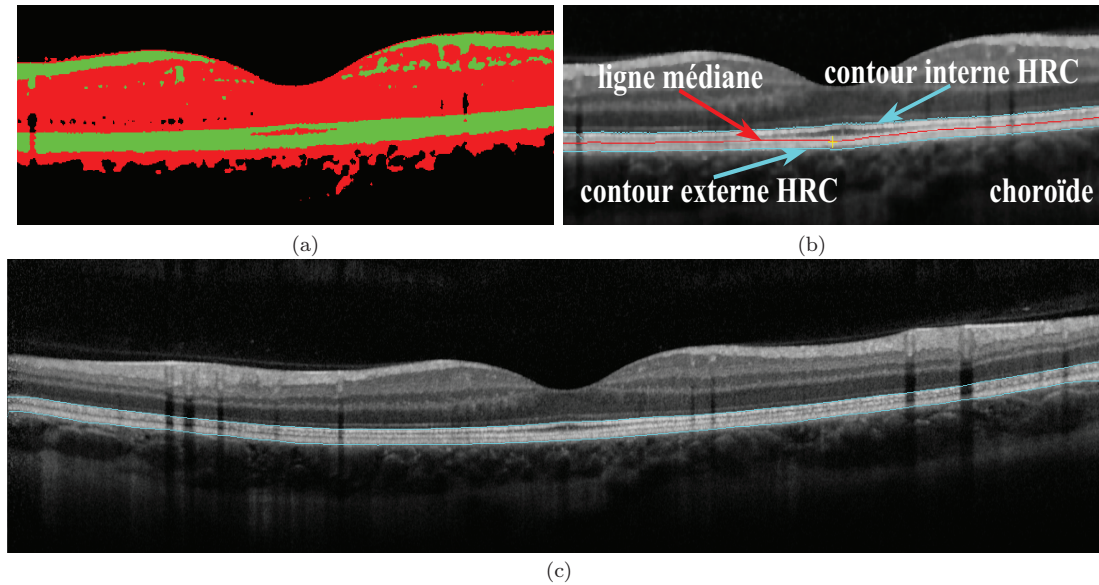 ligne médiane
contour interne HRC
contour externe HRC
choroïde
(a)
(b)
(c)